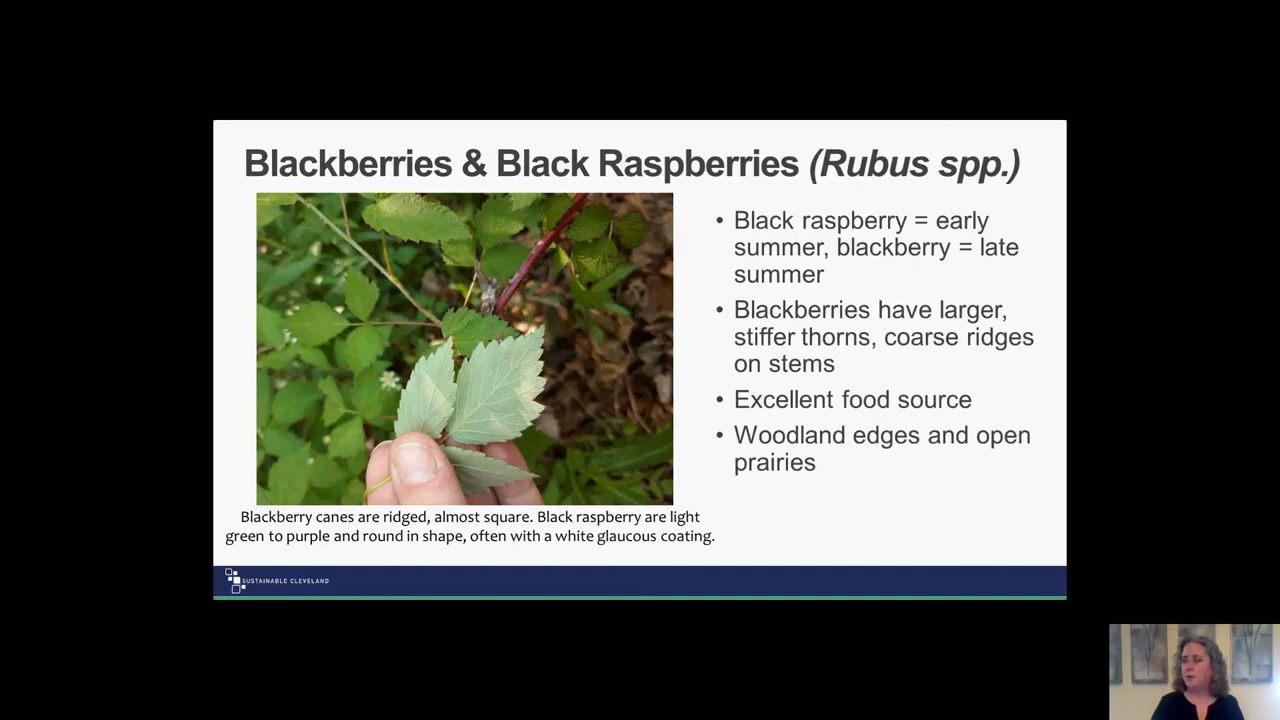 Blackberries & Black Raspberries (Rubus spp.)
• Black raspberry = early
summer, blackberry = late
summer
• Blackberries have larger,
stiffer thorns, coarse ridges
on stems
• Excellent food source
• Woodland edges and open
prairies
Blackberry canes are ridged, almost square. Black raspberry are light
green to purple and round in shape, often with a white glaucous coating.
SUSTAINABLE CLEVELAND